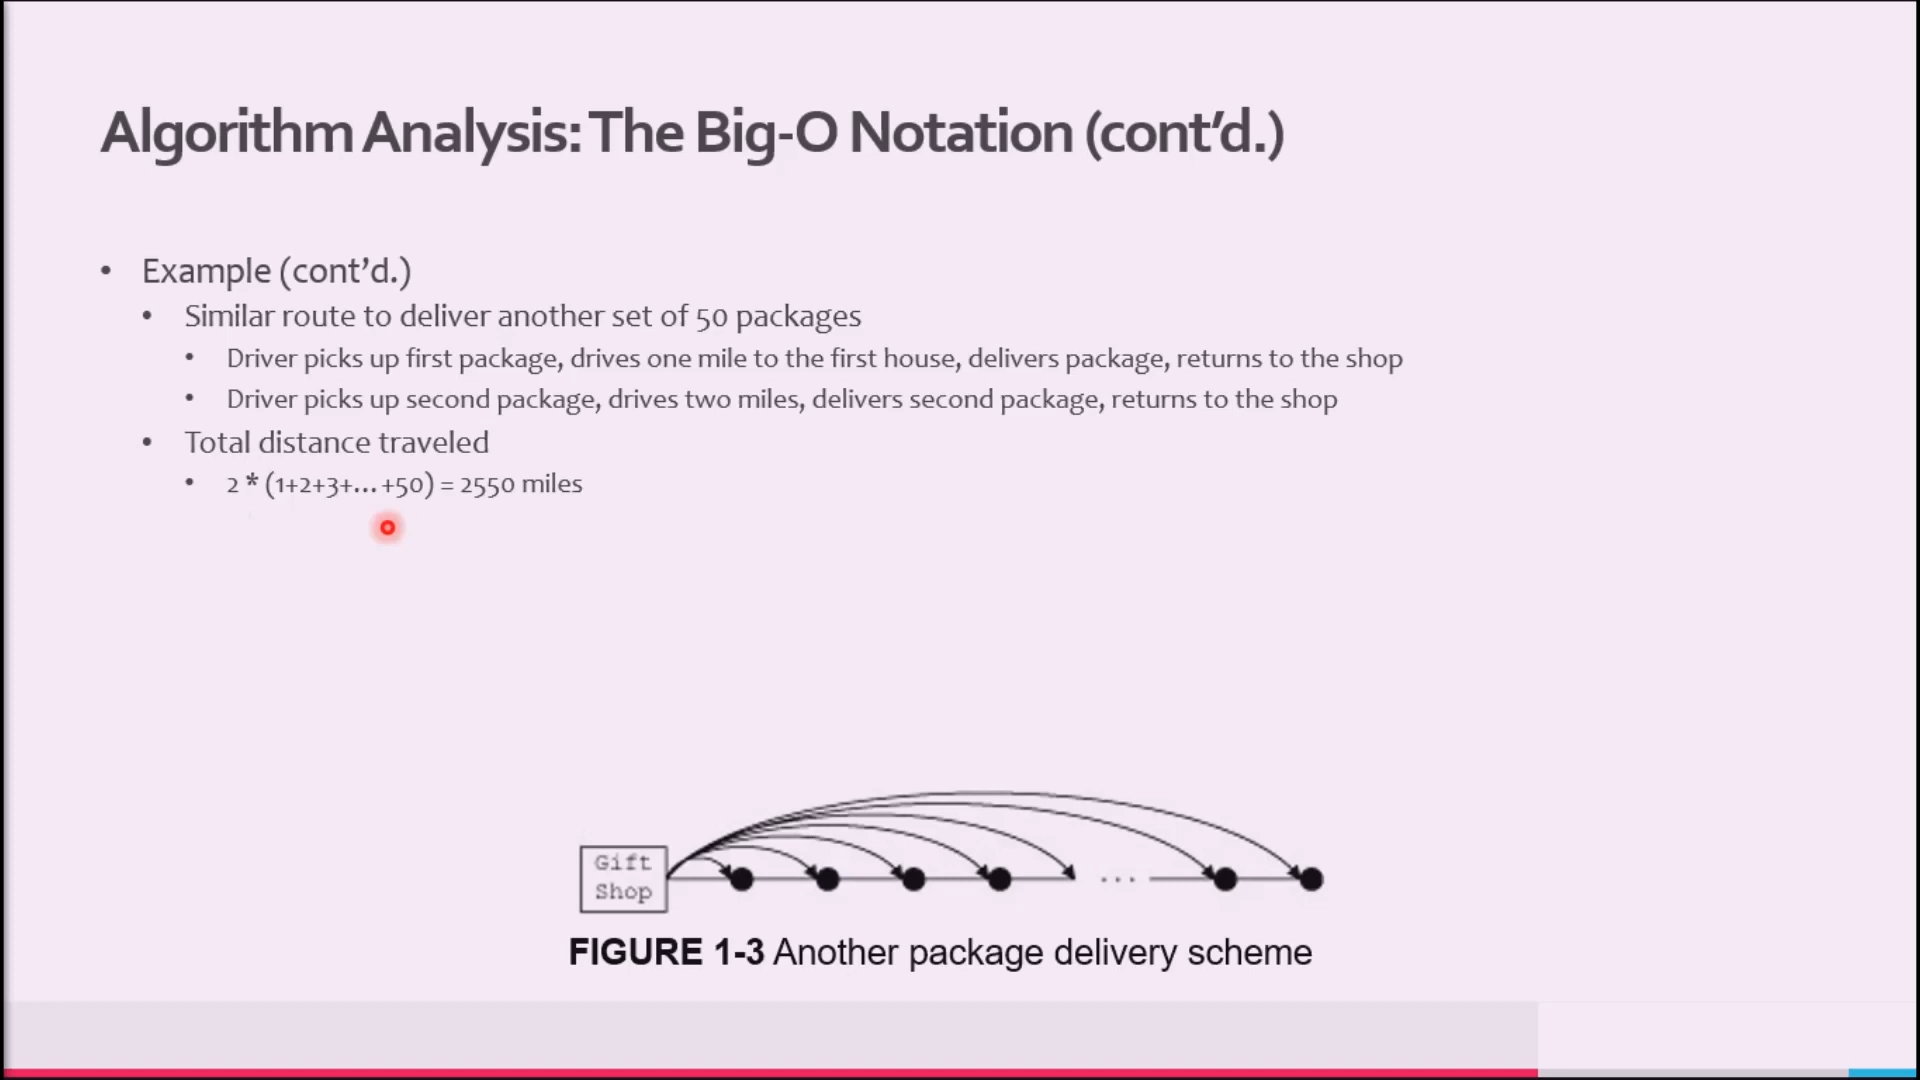 Algorithm Analysis: The Big-O Notation (cont’d.)
• Example (cont’d.)
• Similar route to deliver another set of 50 packages
• Driver picks up first package, drives one mile to the first house, delivers package, returns to the shop
• Driver picks up second package, drives two miles, delivers second package, returns to the shop
• Total distance traveled
• 2 * (1+2+3+… +50) = 2550 miles
Gift
Shop
...
FIGURE 1-3 Another package delivery scheme